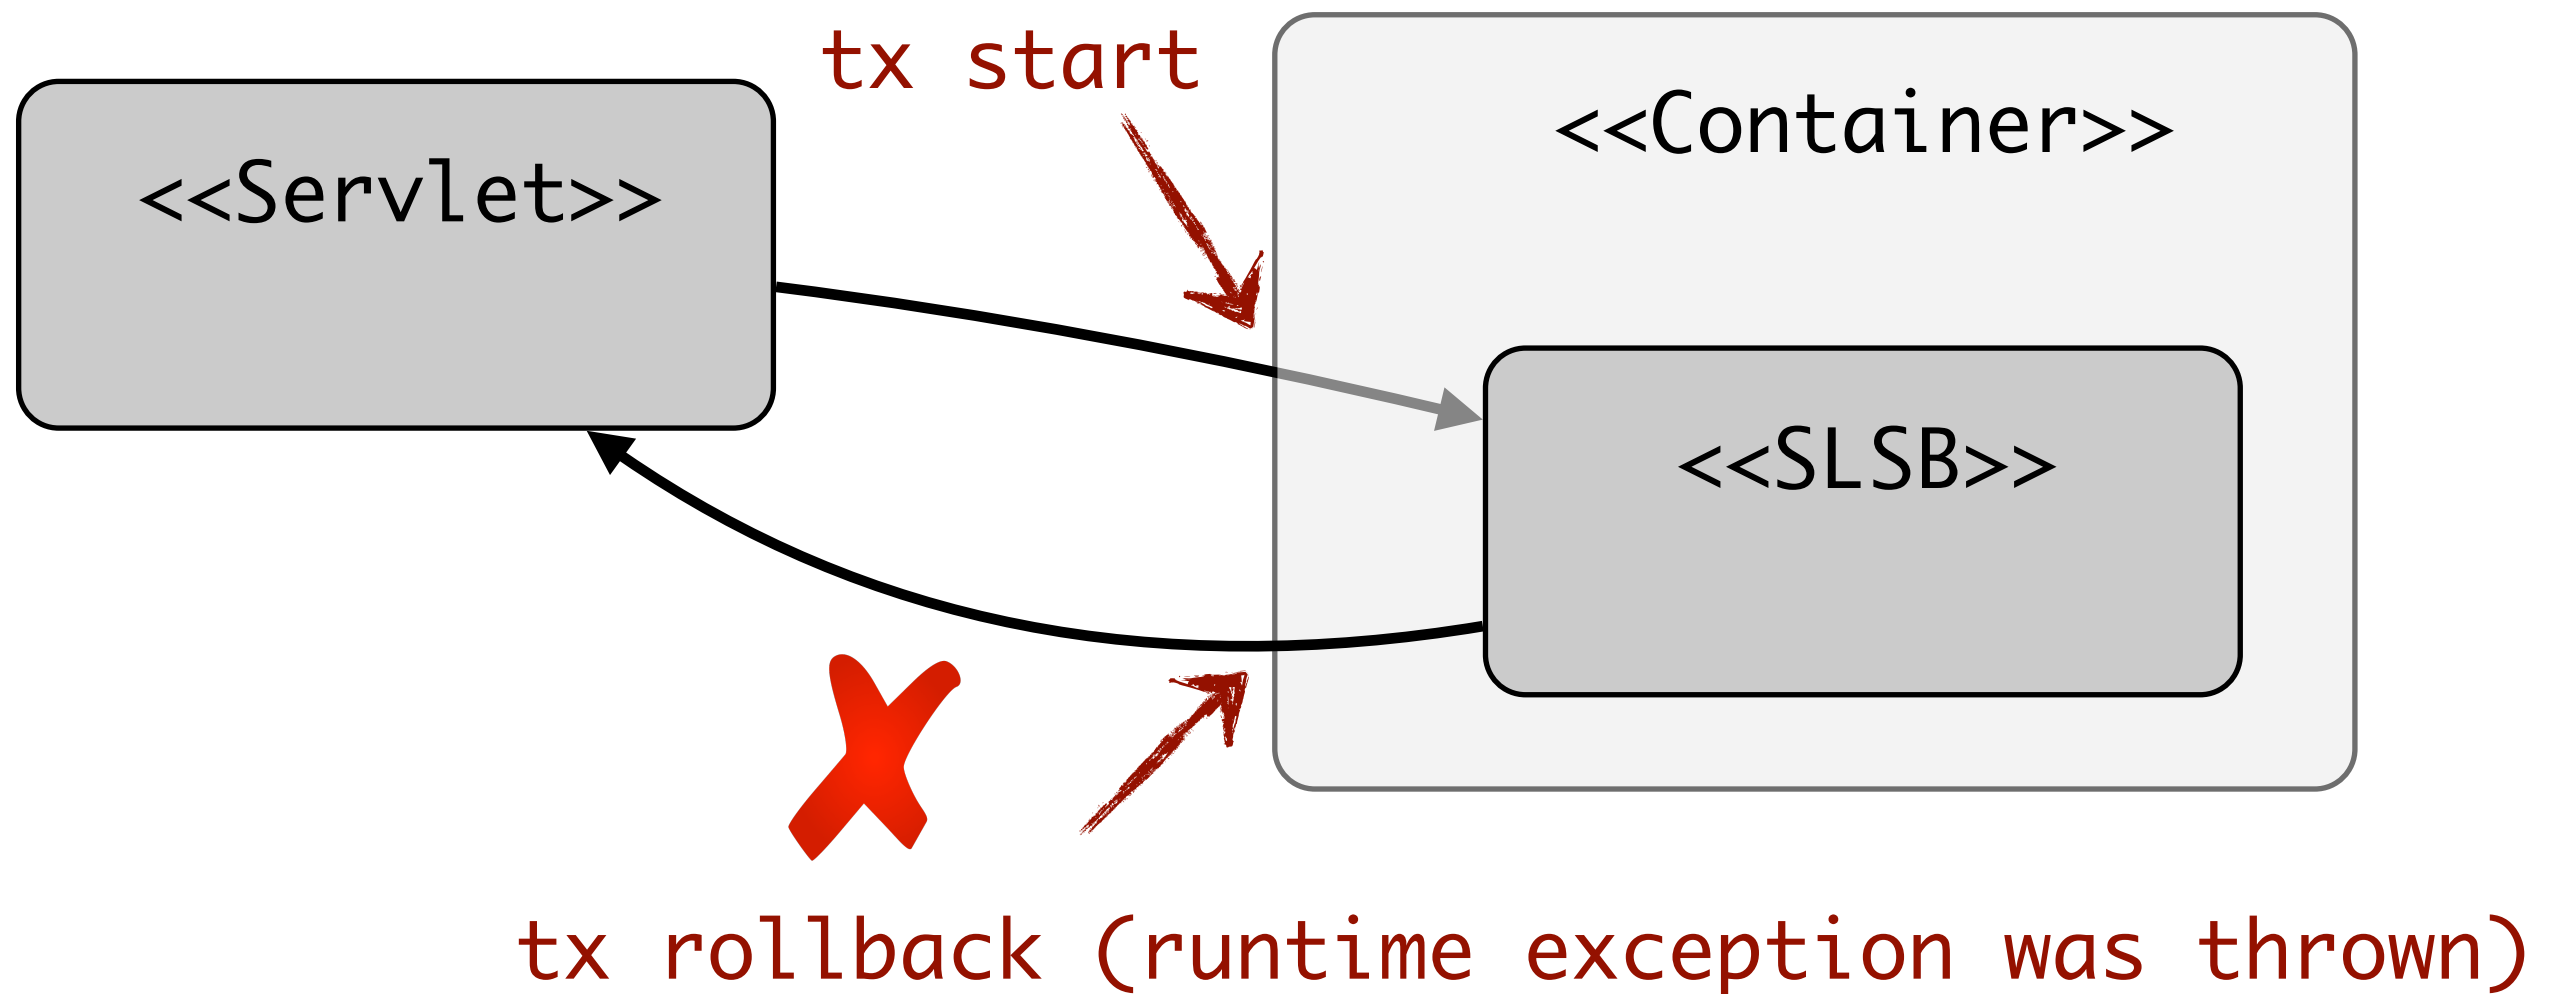 tx start
<<Container>>
<<Servlet>>
<<SLSB>>
tx rollback (runtime exception was thrown)